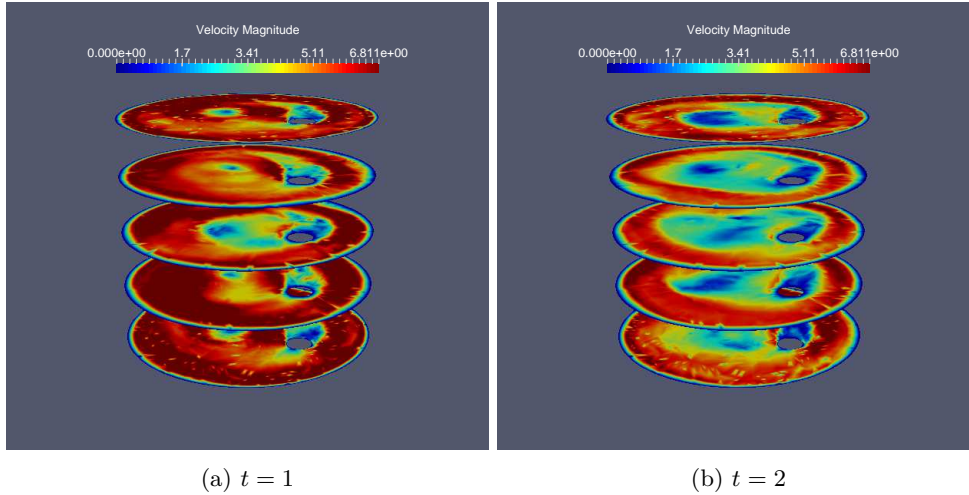 Velocity Magnitude
0.000e+00 1.7 3.41 5.11 6.811e+00
Velocity Magnitude
0.000e+00 1.7 3.41 5.11 6.811e+00
(a) t = 1
(b) t = 2